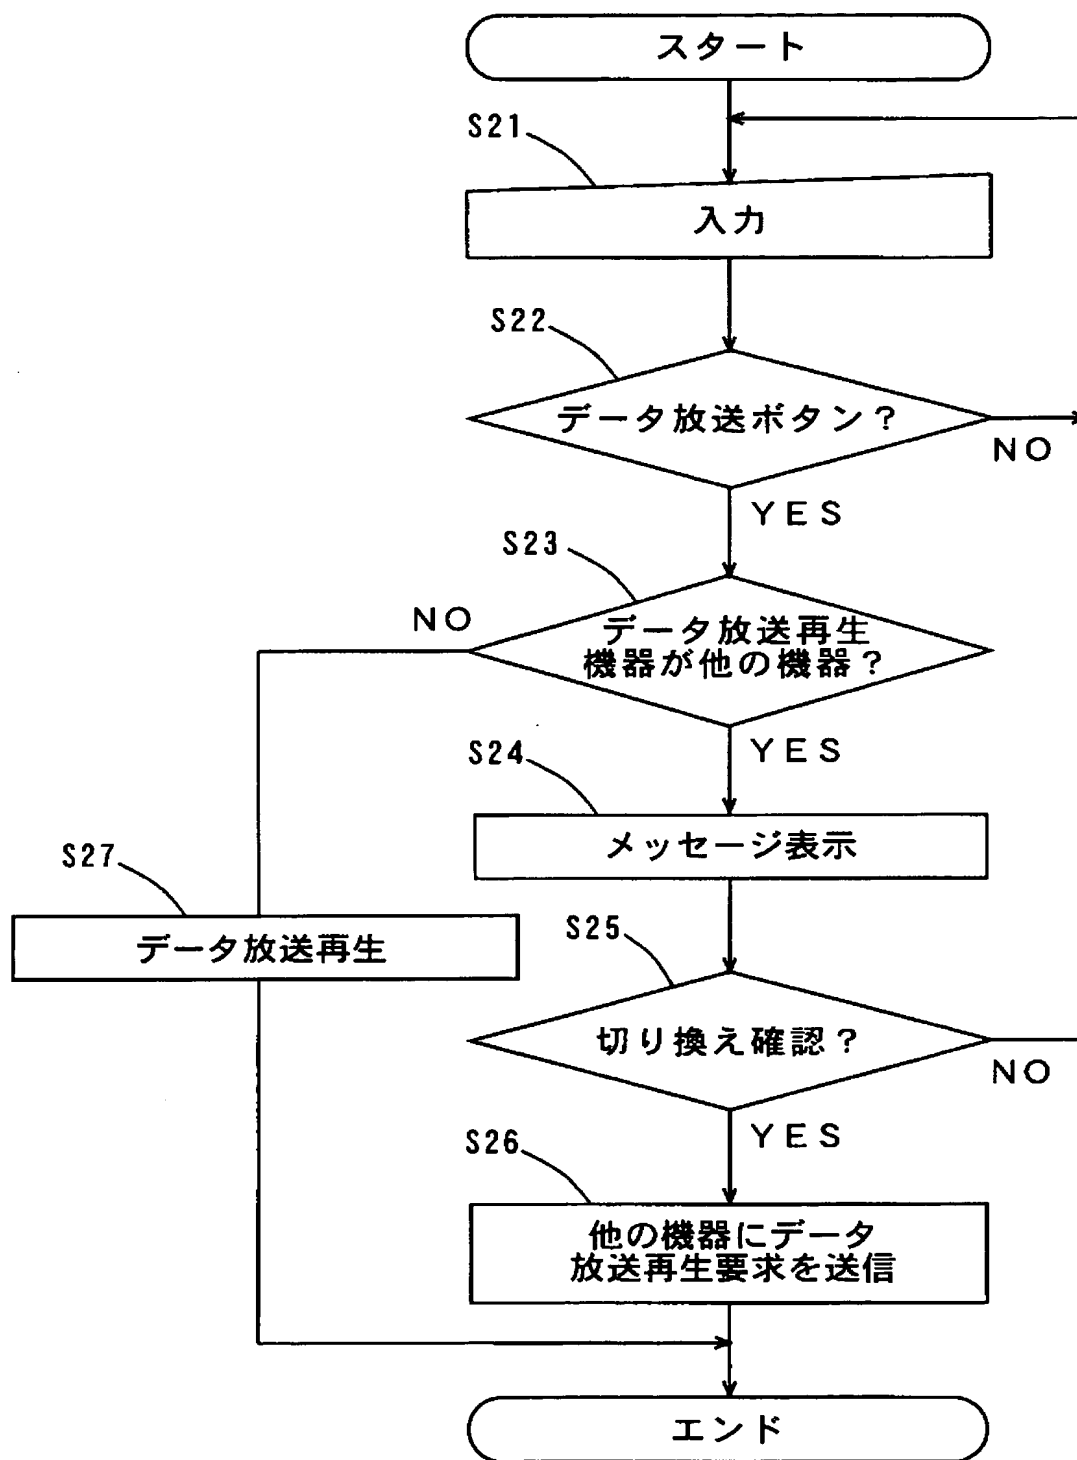 スタート
S21
入力
S22
データ放送ボタン？
NO
YES
S23
NO
データ放送再生
機器が他の機器？
YES
S24
メッセージ表示
S27
データ放送再生
S25
切り換え確認？
NO
YES
S26
他の機器にデータ
放送再生要求を送信
エンド